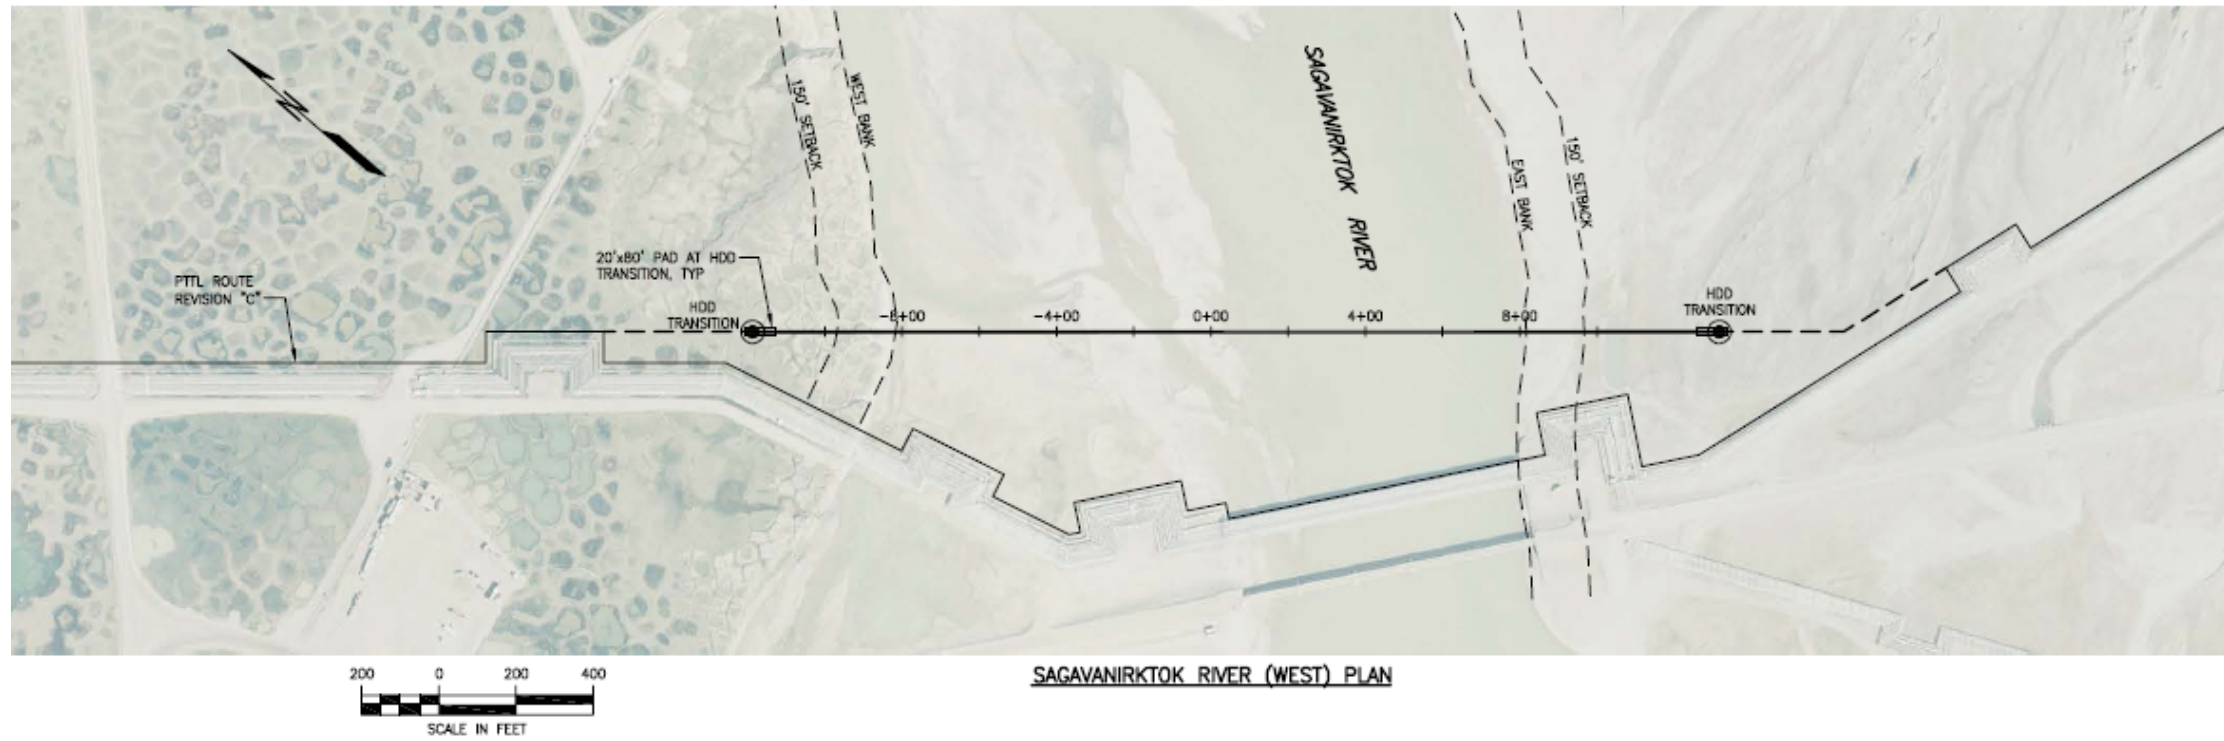 150' SETBACK
WEST BANK
SAGAVANIRKTOK RIVER
EAST BANK
150' SETBACK
20'x80' PAD AT HDD
TRANSITION, TYP
PTTL ROUTE
REVISION "C"
HDD
TRANSITION
-8+00
-4+00
0+00
4+00
8+00
HDD
TRANSITION
200 0 200 400
SCALE IN FEET
SAGAVANIRKTOK RIVER (WEST) PLAN